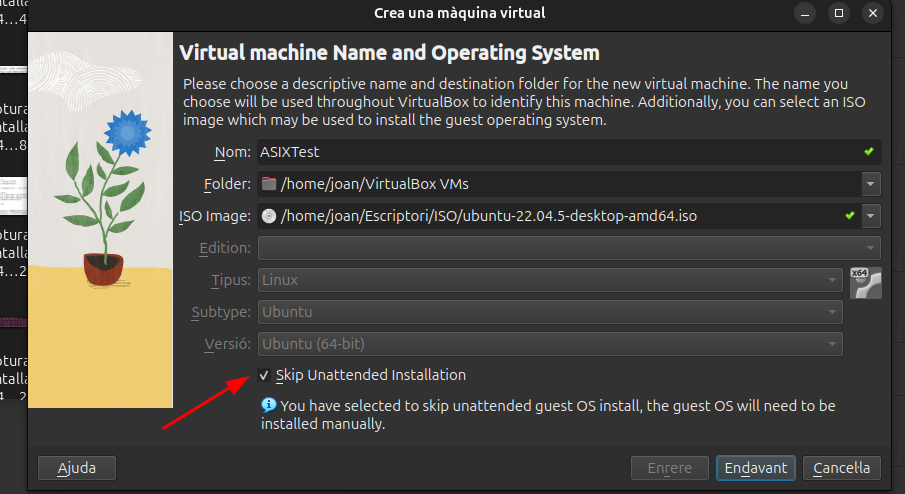 Crea una màquina virtual
Virtual machine Name and Operating System
Please choose a descriptive name and destination folder for the new virtual machine. The name you
choose will be used throughout VirtualBox to identify this machine. Additionally, you can select an ISO
image which may be used to install the guest operating system.
Nom: ASIXTest
Folder: /home/joan/VirtualBox VMs
ISO Image: /home/joan/Escriptori/ISO/ubuntu-22.04.5-desktop-amd64.iso
Edition:
Tipus: Linux
x64
Subtype: Ubuntu
Versió: Ubuntu (64-bit)
Skip Unattended Installation
You have selected to skip unattended guest OS install, the guest OS will need to be
installed manually.
Ajuda
Enrere
Endavant
Cancel·la